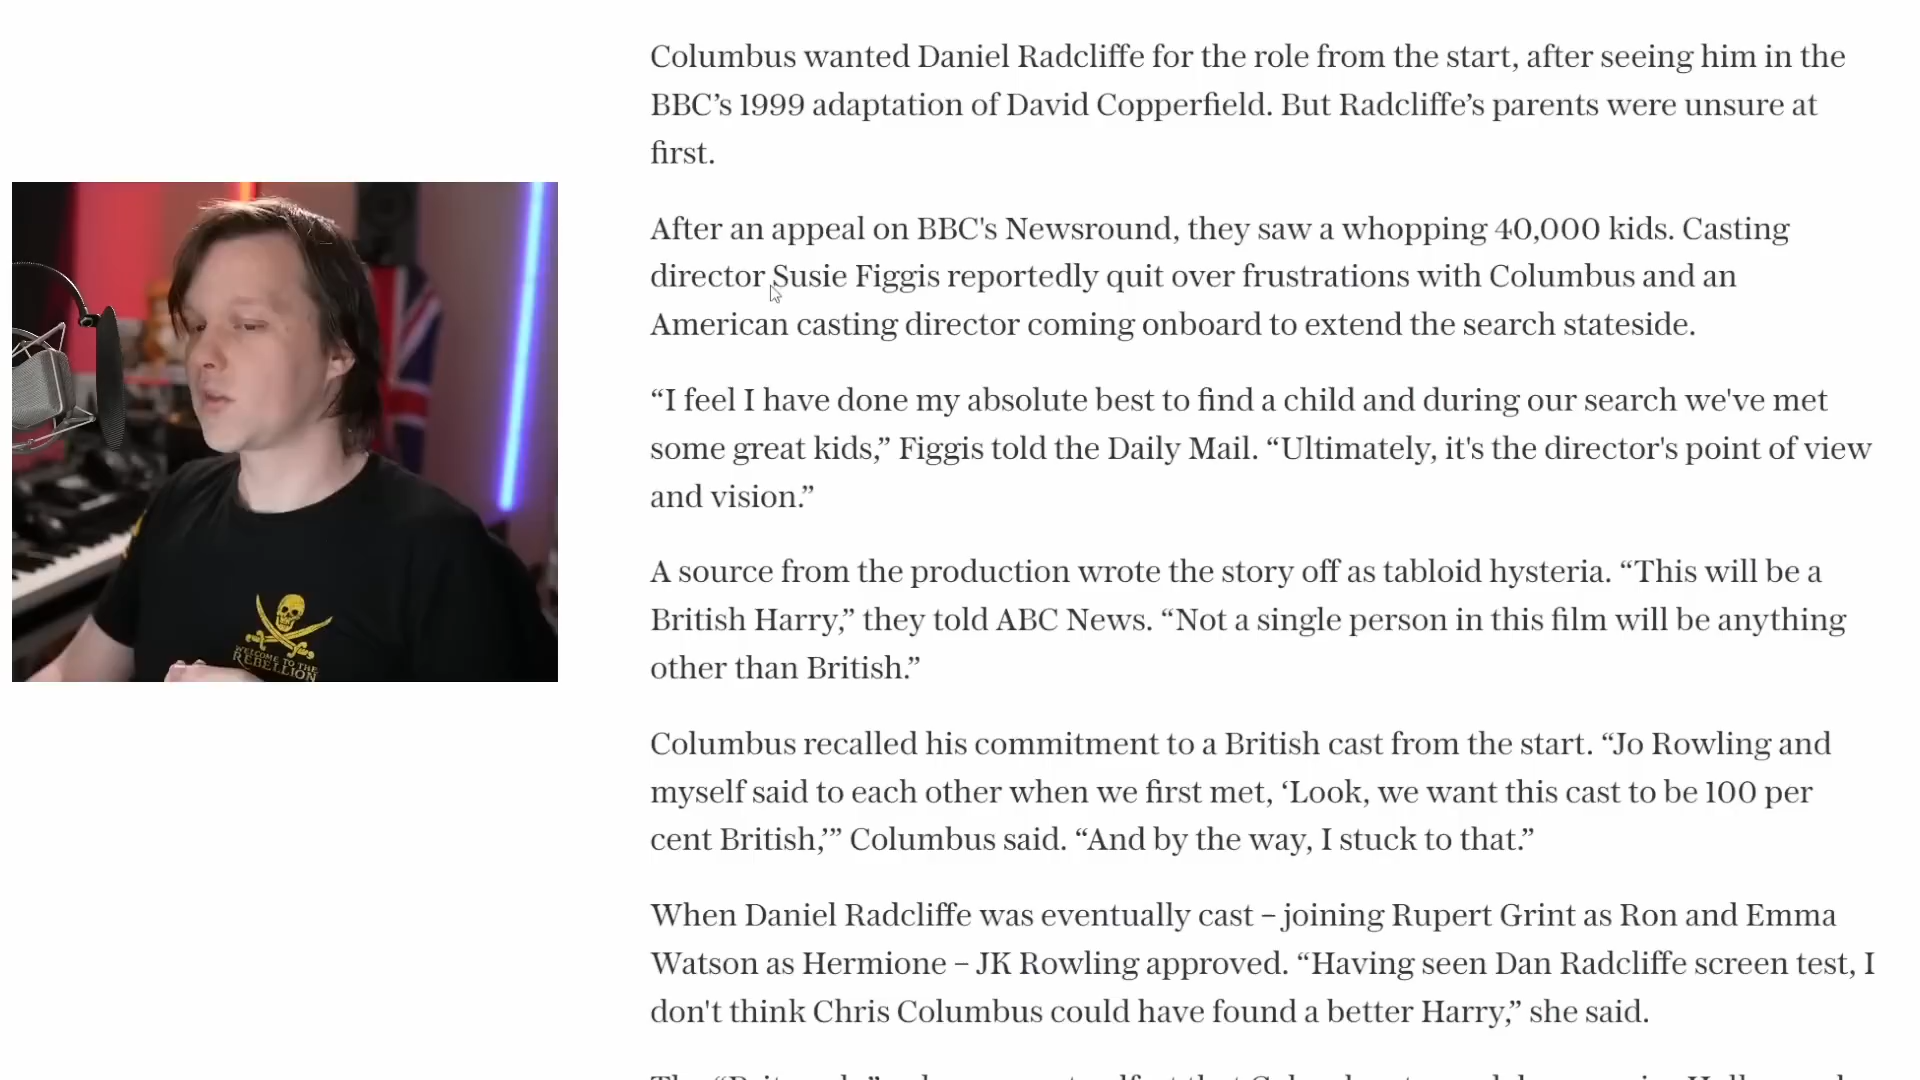 Columbus wanted Daniel Radcliffe for the role from the start, after seeing him in the
BBC’s 1999 adaptation of David Copperfield. But Radcliffe’s parents were unsure at
first.
After an appeal on BBC's Newsround, they saw a whopping 40,000 kids. Casting
director Susie Figgis reportedly quit over frustrations with Columbus and an
American casting director coming onboard to extend the search stateside.
“I feel I have done my absolute best to find a child and during our search we've met
some great kids,” Figgis told the Daily Mail. “Ultimately, it's the director's point of view
and vision.”
A source from the production wrote the story off as tabloid hysteria. “This will be a
British Harry,” they told ABC News. “Not a single person in this film will be anything
other than British.”
Columbus recalled his commitment to a British cast from the start. “Jo Rowling and
myself said to each other when we first met, ‘Look, we want this cast to be 100 per
cent British,’” Columbus said. “And by the way, I stuck to that.”
When Daniel Radcliffe was eventually cast – joining Rupert Grint as Ron and Emma
Watson as Hermione – JK Rowling approved. “Having seen Dan Radcliffe screen test, I
don't think Chris Columbus could have found a better Harry,” she said.
WELCOME TO THE
REBELLION